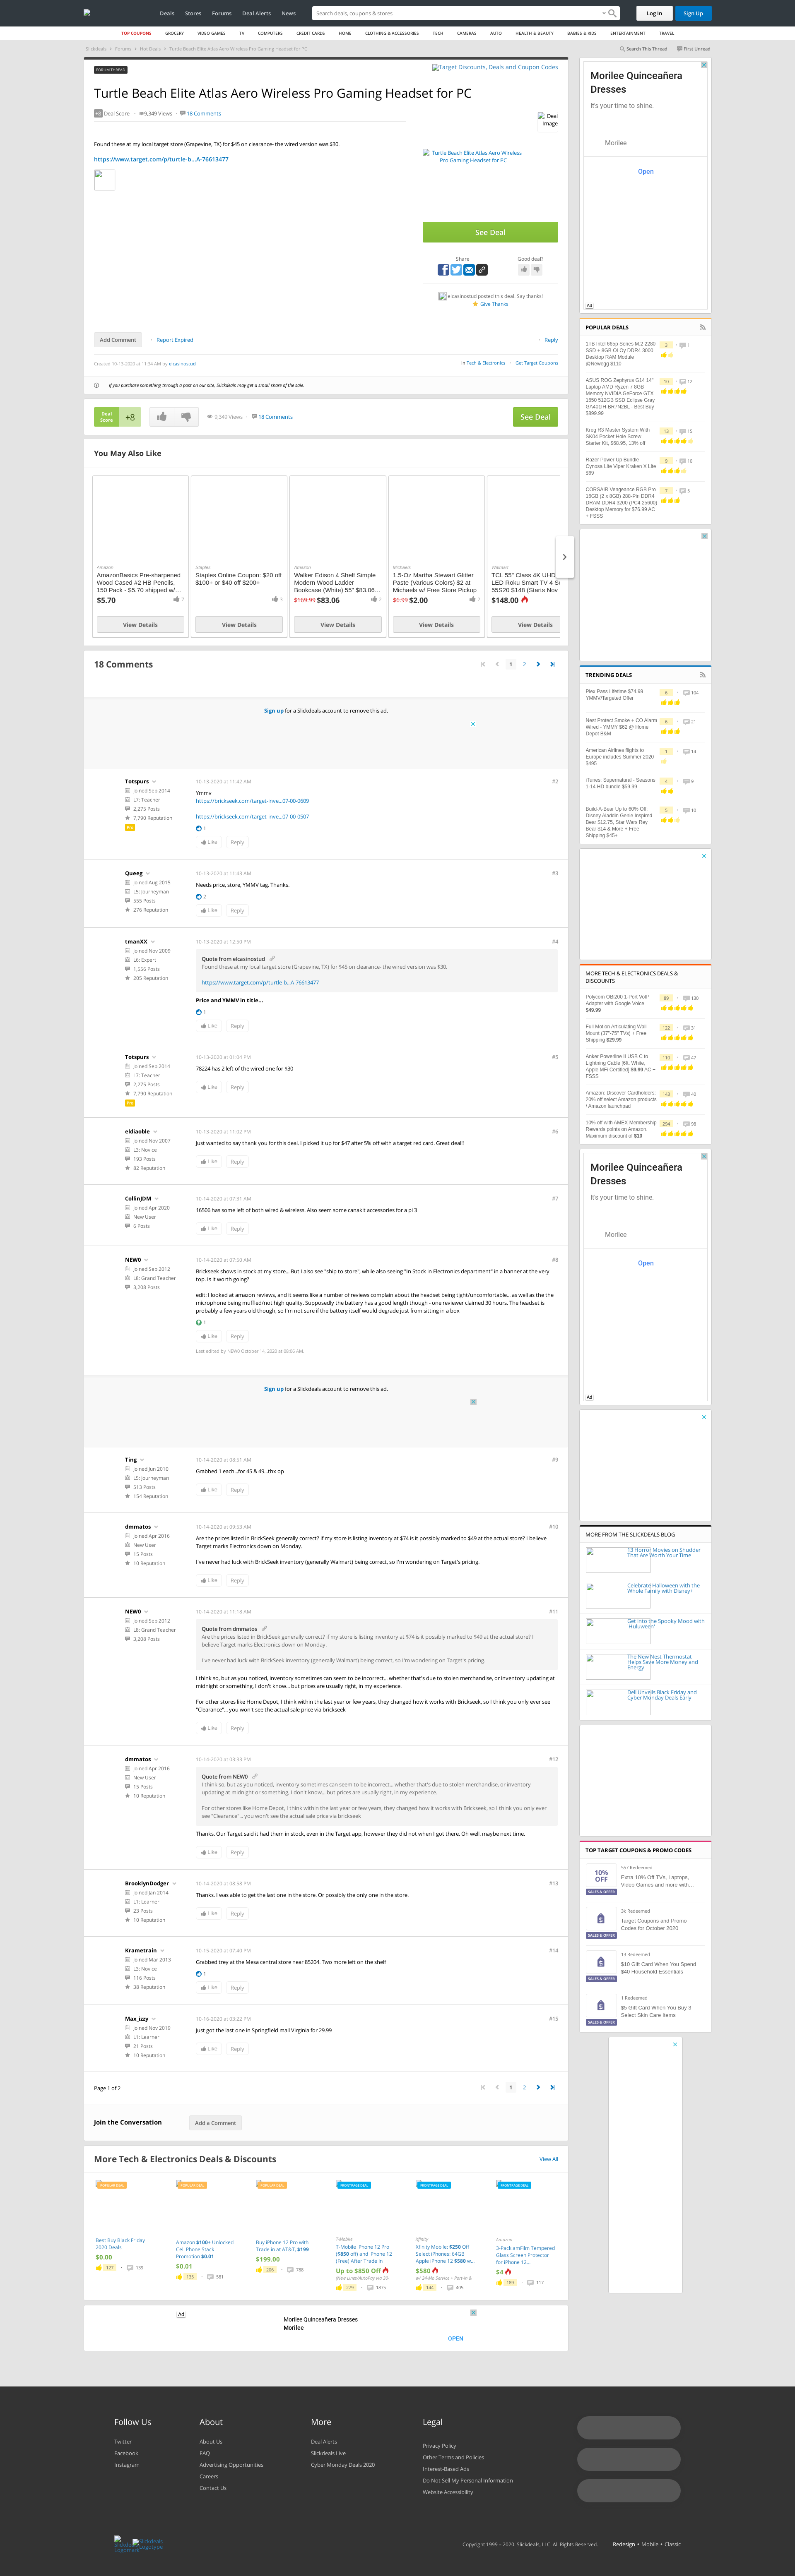 Deals Stores Forums Deal Alerts News
Search deals, coupons & stores
Log In Sign Up
TOP COUPONS GROCERY VIDEO GAMES TV COMPUTERS CREDIT CARDS HOME CLOTHING & ACCESSORIES TECH CAMERAS AUTO HEALTH & BEAUTY BABIES & KIDS ENTERTAINMENT TRAVEL
Slickdeals > Forums > Hot Deals > Turtle Beach Elite Atlas Aero Wireless Pro Gaming Headset for PC
Search This Thread First Unread
FORUM THREAD
Target Discounts, Deals and Coupon Codes
Turtle Beach Elite Atlas Aero Wireless Pro Gaming Headset for PC
+8 Deal Score 9,349 Views 18 Comments
Deal
Image
Found these at my local target store (Grapevine, TX) for $45 on clearance- the wired version was $30.
https://www.target.com/p/turtle-b...A-76613477
Turtle Beach Elite Atlas Aero Wireless
Pro Gaming Headset for PC
See Deal
Share Good deal?
elcasinostud posted this deal. Say thanks!
Give Thanks
Add Comment Report Expired Reply
Created 10-13-2020 at 11:36 AM by elcasinostud
Tech & Electronics Get Target Coupons
If you purchase something through a post on our site, Slickdeals may get a small share of the sale.
Deal
Score +8
9,349 Views 18 Comments
See Deal
You May Also Like
Amazon
AmazonBasics Pre-sharpened
Wood Cased #2 HB Pencils,
150 Pack - $5.70 shipped w/...
$5.70 7
View Details
Staples
Staples Online Coupon: $20 off
$100+ or $40 off $200+
3
View Details
Amazon
Walker Edison 4 Shelf Simple
Modern Wood Ladder
Bookcase (White) 55" $83.06...
$169.99 $83.06 2
View Details
Michaels
1.5-Oz Martha Stewart Glitter
Paste (Various Colors) $2 at
Michaels w/ Free Store Pickup
$6.99 $2.00 2
View Details
Walmart
TCL 55" Class 4K UHD
LED Roku Smart TV 4 Se
55S20 $148 (Starts Nov
$148.00
View Details
18 Comments
1 2
Sign up for a Slickdeals account to remove this ad.
Totspurs
Joined Sep 2014
L7: Teacher
2,275 Posts
7,790 Reputation
Pro
10-13-2020 at 11:42 AM #2
Ymmv
https://brickseek.com/target-inve...07-00-0609
https://brickseek.com/target-inve...07-00-0507
1
Like Reply
Queeg
Joined Aug 2015
L5: Journeyman
555 Posts
276 Reputation
10-13-2020 at 11:43 AM #3
Needs price, store, YMMV tag. Thanks.
2
Like Reply
tmanXX
Joined Nov 2009
L6: Expert
1,556 Posts
205 Reputation
10-13-2020 at 12:50 PM #4
Quote from elcasinostud
Found these at my local target store (Grapevine, TX) for $45 on clearance- the wired version was $30.
https://www.target.com/p/turtle-b...A-76613477
Price and YMMV in title...
1
Like Reply
Totspurs
Joined Sep 2014
L7: Teacher
2,275 Posts
7,790 Reputation
Pro
10-13-2020 at 01:04 PM #5
78224 has 2 left of the wired one for $30
Like Reply
eldiaoble
Joined Nov 2007
L3: Novice
193 Posts
82 Reputation
10-13-2020 at 11:02 PM #6
Just wanted to say thank you for this deal. I picked it up for $47 after 5% off with a target red card. Great deal!!
Like Reply
CollinJDM
Joined Apr 2020
New User
6 Posts
10-14-2020 at 07:31 AM #7
16506 has some left of both wired & wireless. Also seem some canakit accessories for a pi 3
Like Reply
NEW0
Joined Sep 2012
L8: Grand Teacher
3,208 Posts
10-14-2020 at 07:50 AM #8
Brickseek shows in stock at my store... But I also see "ship to store", while also seeing "In Stock in Electronics department" in a banner at the very
top. Is it worth going?
edit: I looked at amazon reviews, and it seems like a number of reviews complain about the headset being tight/uncomfortable... as well as the the
microphone being muffled/not high quality. Supposedly the battery has a good length though - one reviewer claimed 30 hours. The headset is
probably a few years old though, so I'm not sure if the battery itself would degrade just from sitting in a box
1
Like Reply
Last edited by NEW0 October 14, 2020 at 08:06 AM.
Sign up for a Slickdeals account to remove this ad.
Ting
Joined Jun 2010
L5: Journeyman
513 Posts
154 Reputation
10-14-2020 at 08:51 AM #9
Grabbed 1 each...for 45 & 49...thx op
Like Reply
dmmatos
Joined Apr 2016
New User
15 Posts
10 Reputation
10-14-2020 at 09:53 AM #10
Are the prices listed in BrickSeek generally correct? if my store is listing inventory at $74 is it possibly marked to $49 at the actual store? I believe
Target marks Electronics down on Monday.
I've never had luck with BrickSeek inventory (generally Walmart) being correct, so I'm wondering on Target's pricing.
Like Reply
NEW0
Joined Sep 2012
L8: Grand Teacher
3,208 Posts
10-14-2020 at 11:18 AM #11
Quote from dmmatos
Are the prices listed in BrickSeek generally correct? if my store is listing inventory at $74 is it possibly marked to $49 at the actual store? I
believe Target marks Electronics down on Monday.
I've never had luck with BrickSeek inventory (generally Walmart) being correct, so I'm wondering on Target's pricing.
I think so, but as you noticed, inventory sometimes can seem to be incorrect... whether that's due to stolen merchandise, or inventory updating at
midnight or something, I don't know... but prices are usually right, in my experience.
For other stores like Home Depot, I think within the last year or few years, they changed how it works with Brickseek, so I think you only ever see
"Clearance"... you won't see the actual sale price via brickseek
Like Reply
dmmatos
Joined Apr 2016
New User
15 Posts
10 Reputation
10-14-2020 at 03:33 PM #12
Quote from NEW0
I think so, but as you noticed, inventory sometimes can seem to be incorrect... whether that's due to stolen merchandise, or inventory
updating at midnight or something, I don't know... but prices are usually right, in my experience.
For other stores like Home Depot, I think within the last year or few years, they changed how it works with Brickseek, so I think you only ever
see "Clearance"... you won't see the actual sale price via brickseek
Thanks. Our Target said it had them in stock, even in the Target app, however they did not when I got there. Oh well. maybe next time.
Like Reply
BrooklynDodger
Joined Jan 2014
L1: Learner
23 Posts
10 Reputation
10-14-2020 at 08:58 PM #13
Thanks. I was able to get the last one in the store. Or possibly the only one in the store.
Like Reply
Krametrain
Joined Mar 2013
L3: Novice
116 Posts
38 Reputation
10-15-2020 at 07:40 PM #14
Grabbed trey at the Mesa central store near 85204. Two more left on the shelf
1
Like Reply
Max_izzy
Joined Nov 2019
L1: Learner
21 Posts
10 Reputation
10-16-2020 at 03:22 PM #15
Just got the last one in Springfield mall Virginia for 29.99
Like Reply
Page 1 of 2
1 2
Join the Conversation Add a Comment
More Tech & Electronics Deals & Discounts View All
POPULAR DEAL
Best Buy Black Friday
2020 Deals
$0.00
127 139
POPULAR DEAL
Amazon $100+ Unlocked
Cell Phone Stack
Promotion $0.01
$0.01
135 581
POPULAR DEAL
Buy iPhone 12 Pro with
Trade in at AT&T, $199
$199.00
206 798
FRONTPAGE DEAL
T-Mobile
T-Mobile iPhone 12 Pro
($850 off) and iPhone 12
(Free) After Trade In
Up to $850 Off
279 1875
FRONTPAGE DEAL
Xfinity
Xfinity Mobile: $250 Off
Select iPhones: 64GB
Apple iPhone 12 $580 w...
$580
144 405
FRONTPAGE DEAL
Amazon
3-Pack amFilm Tempered
Glass Screen Protector
for iPhone 12...
$4
189 117
Ad
Morilee Quinceañera Dresses
Morilee
OPEN
Morilee Quinceañera
Dresses
It's your time to shine.
Morilee
Open
Ad
POPULAR DEALS
1TB Intel 665p Series M.2 2280
SSD + 8GB OLOy DDR4 3000
Desktop RAM Module
@Newegg $110
3 1
ASUS ROG Zephyrus G14 14"
Laptop AMD Ryzen 7 8GB
Memory NVIDIA GeForce GTX
1650 512GB SSD Eclipse Gray
GA401IH-BR7N2BL - Best Buy
$899.99
10 12
Kreg R3 Master System With
SK04 Pocket Hole Screw
Starter Kit, $66.95, 13% off
13 15
Razer Power Up Bundle –
Cynosa Lite Viper Kraken X Lite
$89
9 10
CORSAIR Vengeance RGB Pro
16GB (2 x 8GB) 288-Pin DDR4
DRAM DDR4 3200 (PC4 25600)
Desktop Memory for $76.99 AC
+ FSSS
7 5
TRENDING DEALS
Plex Pass Lifetime $74.99
YMMV/Targeted Offer
6 104
Nest Protect Smoke + CO Alarm
Wired - YMMY $62 @ Home
Depot B&M
6 21
American Airlines flights to
Europe includes Summer 2020
$495
1 14
iTunes: Supernatural - Seasons
1-14 HD bundle $59.99
4 9
Build-A-Bear Up to 60% Off:
Disney Aladdin Genie Inspired
Bear $12.75, Star Wars Rey
Bear $14 & More + Free
Shipping $45+
5 10
MORE TECH & ELECTRONICS DEALS &
DISCOUNTS
Polycom OBi200 1-Port VoIP
Adapter with Google Voice
$49.99
89 130
Full Motion Articulating Wall
Mount (37"-75" TVs) + Free
Shipping $29.99
122 31
Anker Powerline II USB C to
Lightning Cable [6ft, White,
Apple MFi Certified] $9.99 AC +
FSSS
110 47
Amazon: Discover Cardholders:
20% off select Amazon products
/ Amazon launchpad
143 40
10% off with AMEX Membership
Rewards points on Amazon.
Maximum discount of $10
294 98
Morilee Quinceañera
Dresses
It's your time to shine.
Morilee
Open
Ad
MORE FROM THE SLICKDEALS BLOG
13 Horror Movies on Shudder
That Are Worth Your Time
Celebrate Halloween with the
Whole Family with Disney+
Get into the Spooky Mood with
'Huluween'
The New Nest Thermostat
Helps Save More Money and
Energy
Dell Unveils Black Friday and
Cyber Monday Deals Early
TOP TARGET COUPONS & PROMO CODES
10%
OFF
SALES & OFFER
557 Redeemed
Extra 10% Off TVs, Laptops,
Video Games and more with...
SALES & OFFER
3k Redeemed
Target Coupons and Promo
Codes for October 2020
SALES & OFFER
13 Redeemed
$10 Gift Card When You Spend
$40 Household Essentials
SALES & OFFER
1 Redeemed
$5 Gift Card When You Buy 3
Select Skin Care Items
Follow Us
Twitter
Facebook
Instagram
About
About Us
FAQ
Advertising Opportunities
Careers
Contact Us
More
Deal Alerts
Slickdeals Live
Cyber Monday Deals 2020
Legal
Privacy Policy
Other Terms and Policies
Interest-Based Ads
Do Not Sell My Personal Information
Website Accessibility
Copyright 1999 – 2020. Slickdeals, LLC. All Rights Reserved. Redesign • Mobile • Classic